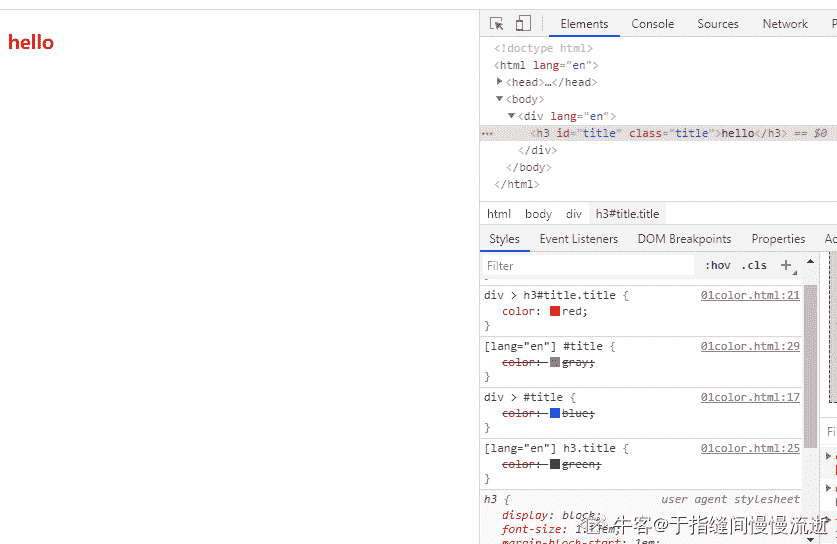 hello
Elements Console Sources Network
<!doctype html>
<html lang="en">
<head>…</head>
<body>
<div lang="en">
<h3 id="title" class="title">hello</h3> == $0
</div>
</body>
</html>
html body div h3#title.title
Styles Event Listeners DOM Breakpoints Properties
Filter :hov .cls +
}
div > h3#title.title { 01color.html:21
color: red;
}
[lang="en"] #title { 01color.html:29
color: gray;
}
div > #title { 01color.html:17
color: blue;
}
[lang="en"] h3.title { 01color.html:25
color: green;
}
h3 { user agent stylesheet
display: block;
font-size: 1.17em;
margin-block-start: 1em;
牛客@于指缝间慢慢流逝